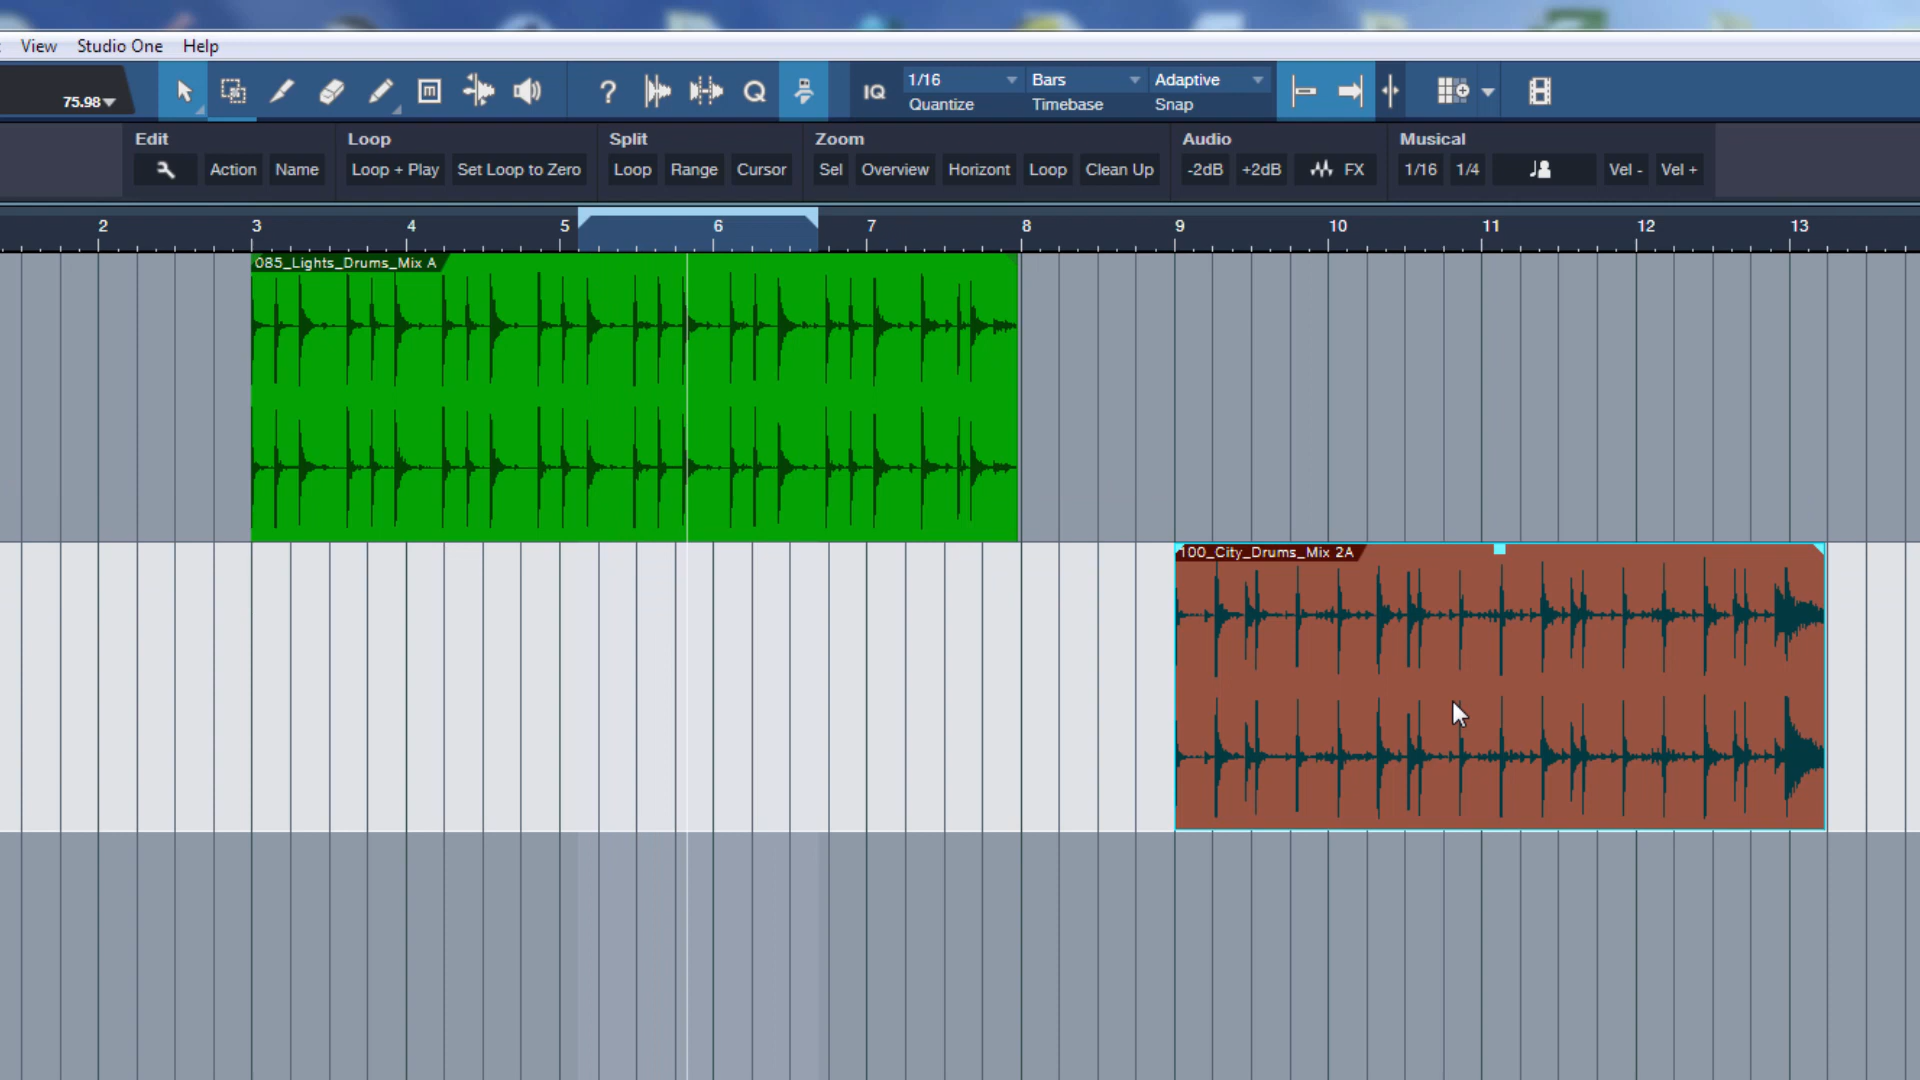 View Studio One Help
75.98
? Q IQ 1/16 Bars Adaptive
Quantize Timebase Snap
Edit Loop Split Zoom Audio Musical
Action Name Loop + Play Set Loop to Zero Loop Range Cursor Sel Overview Horizont Loop Clean Up -2dB +2dB FX 1/16 1/4 Vel - Vel +
2 3 4 5 6 7 8 9 10 11 12 13
085_Lights_Drums_Mix A
100_City_Drums_Mix 2A